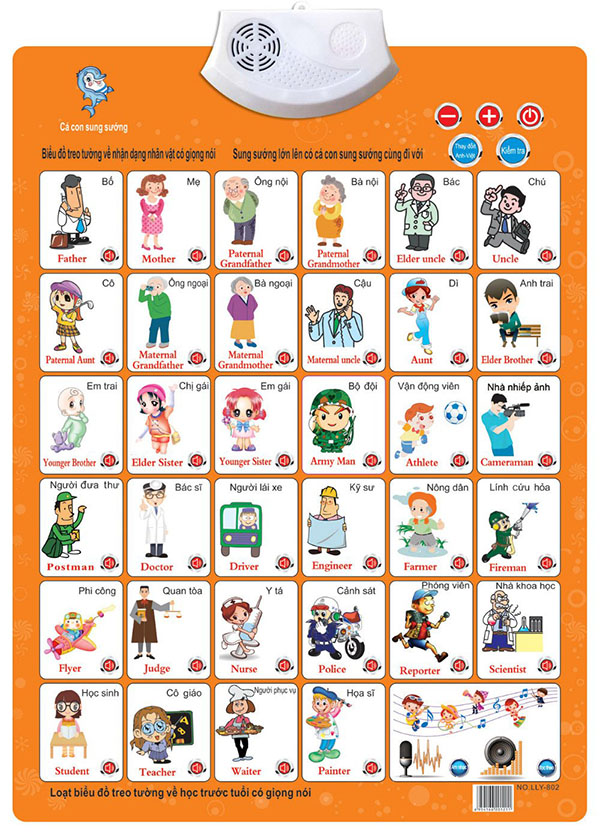 Cá con sung sướng
Biểu đồ treo tường về nhận dạng nhân vật có giọng nói
Sung sướng lớn lên có cá con sung sướng cùng đi với
Thay đổi
Anh-Việt
Kiểm tra
Bố
Father
Mẹ
Mother
Ông nội
Paternal
Grandfather
Bà nội
Paternal
Grandmother
Bác
Elder uncle
Chú
Uncle
Cô
Paternal Aunt
Ông ngoại
Maternal
Grandfather
Bà ngoại
Maternal
Grandmother
Cậu
Maternal uncle
Dì
Aunt
Anh trai
Elder Brother
Em trai
Younger Brother
Chị gái
Elder Sister
Em gái
Younger Sister
Bộ đội
Army Man
Vận động viên
Athlete
Nhà nhiếp ảnh
Cameraman
Người đưa thư
Postman
Bác sĩ
Doctor
Người lái xe
Driver
Kỹ sư
Engineer
Nông dân
Farmer
Lính cứu hỏa
Fireman
Phi công
Flyer
Quan tòa
Judge
Y tá
Nurse
Cảnh sát
Police
Phóng viên
Reporter
Nhà khoa học
Scientist
Học sinh
Student
Cô giáo
Teacher
Người phục vụ
Waiter
Họa sĩ
Painter
NO.LLY-802
Loạt biểu đồ treo tường về học trước tuổi có giọng nói